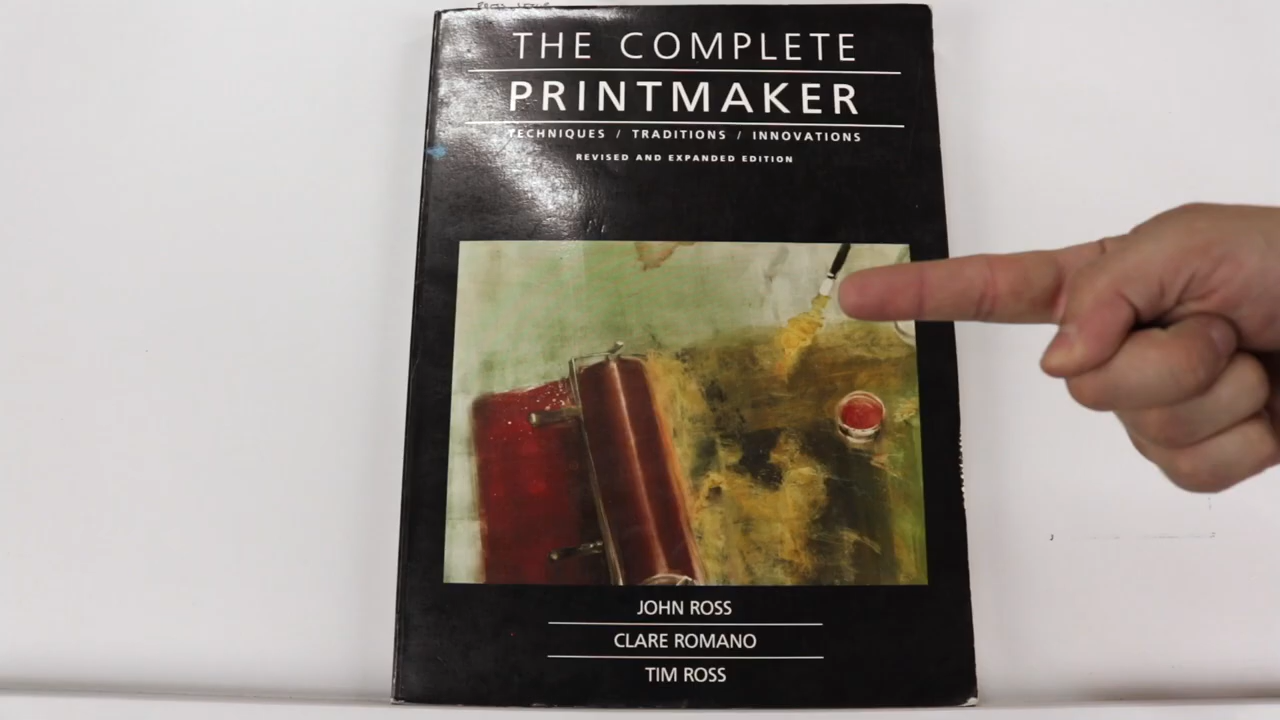 THE COMPLETE
PRINTMAKER
TECHNIQUES / TRADITIONS / INNOVATIONS
REVISED AND EXPANDED EDITION
JOHN ROSS
CLARE ROMANO
TIM ROSS